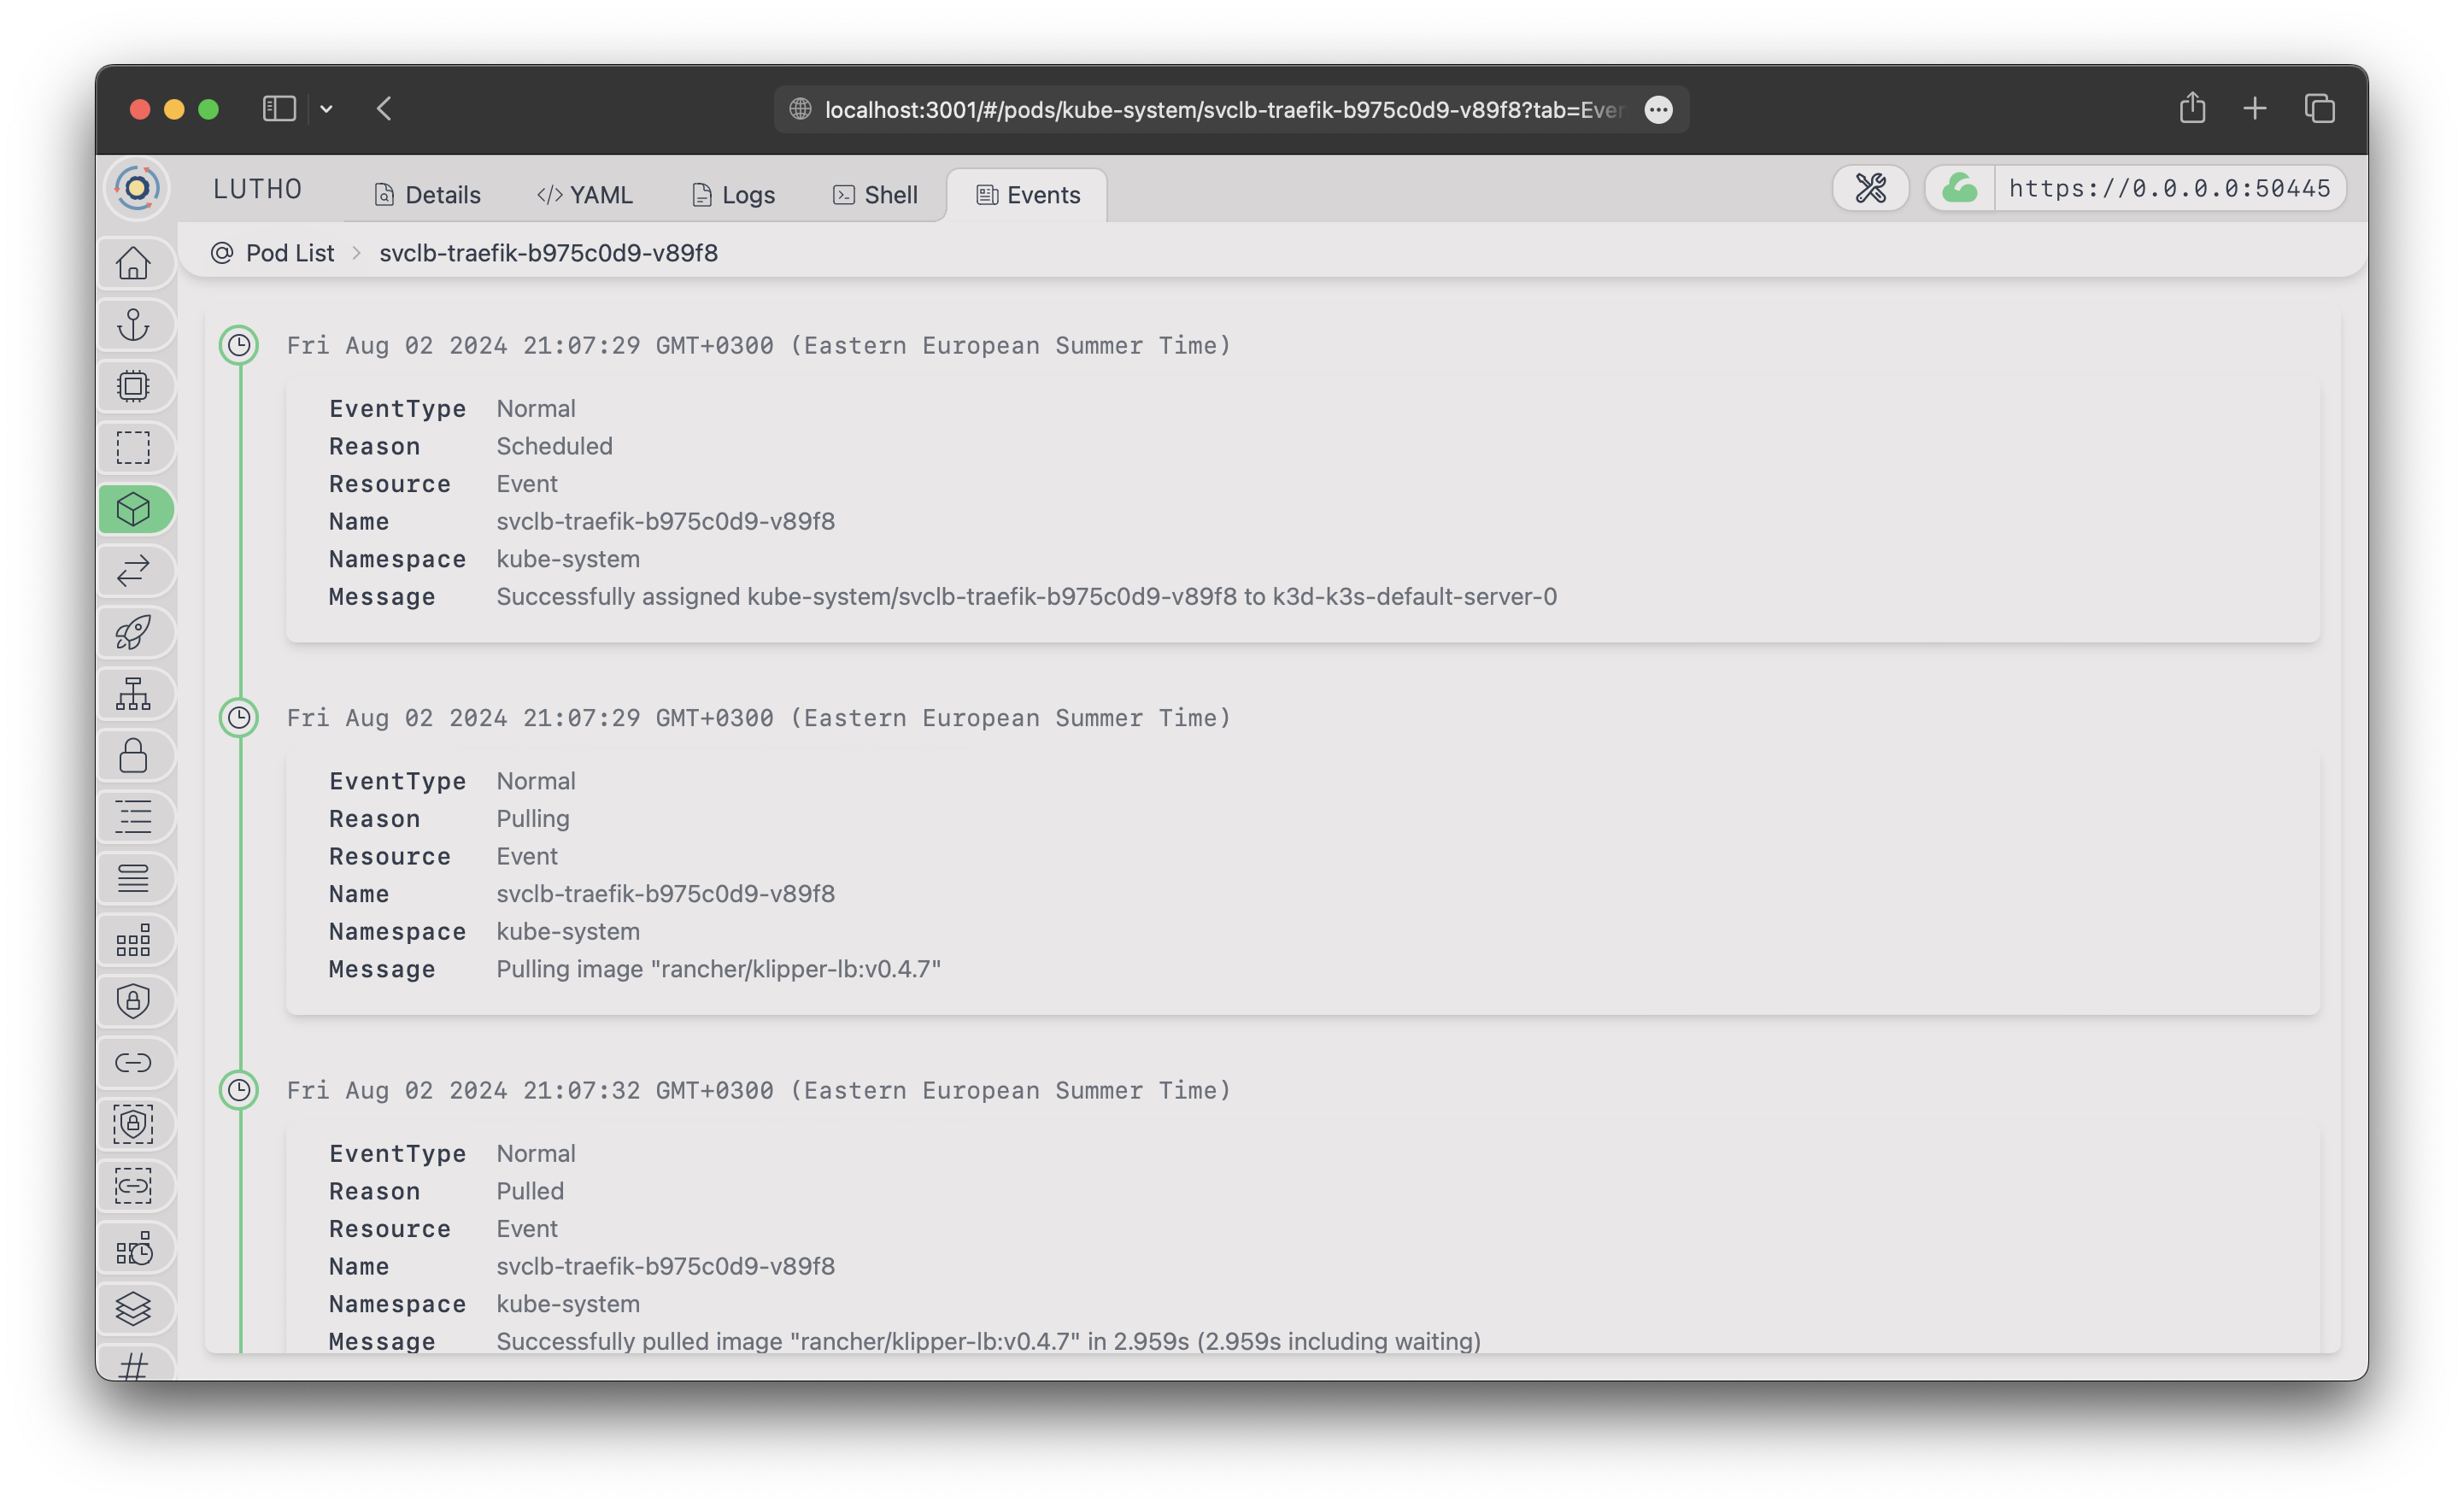 localhost:3001/#/pods/kube-system/svclb-traefik-b975c0d9-v89f8?tab=Ever
LUTHO
Details
YAML
Logs
Shell
Events
https://0.0.0.0:50445
Pod List > svclb-traefik-b975c0d9-v89f8
Fri Aug 02 2024 21:07:29 GMT+0300 (Eastern European Summer Time)
EventType Normal
Reason Scheduled
Resource Event
Name svclb-traefik-b975c0d9-v89f8
Namespace kube-system
Message Successfully assigned kube-system/svclb-traefik-b975c0d9-v89f8 to k3d-k3s-default-server-0
Fri Aug 02 2024 21:07:29 GMT+0300 (Eastern European Summer Time)
EventType Normal
Reason Pulling
Resource Event
Name svclb-traefik-b975c0d9-v89f8
Namespace kube-system
Message Pulling image "rancher/klipper-lb:v0.4.7"
Fri Aug 02 2024 21:07:32 GMT+0300 (Eastern European Summer Time)
EventType Normal
Reason Pulled
Resource Event
Name svclb-traefik-b975c0d9-v89f8
Namespace kube-system
Message Successfully pulled image "rancher/klipper-lb:v0.4.7" in 2.959s (2.959s including waiting)